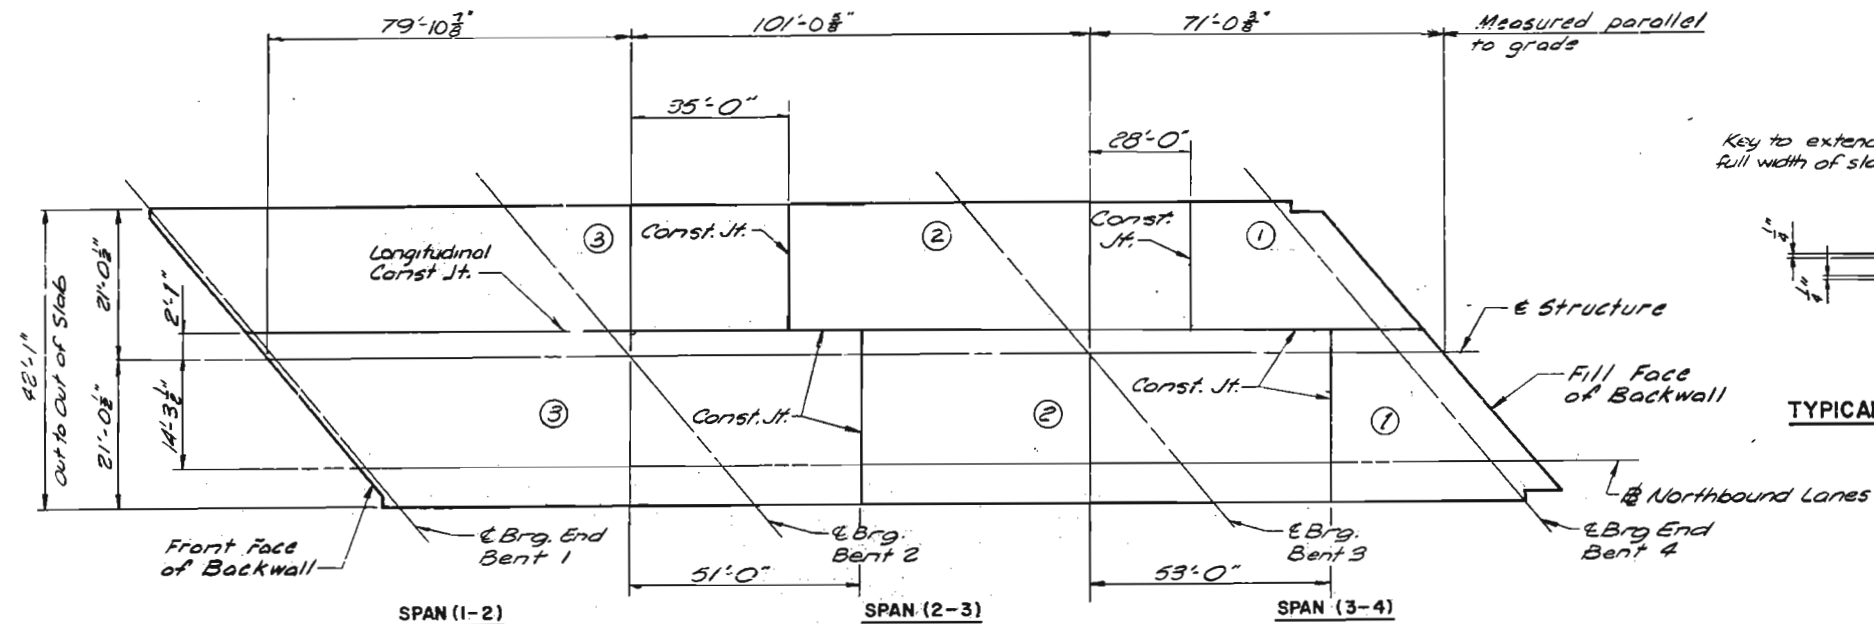 79'-10 7/8"
101'-0 5/8"
71'-0 3/8"
Measured parallel
to grade
35'-0"
28'-0"
Key to extend
full width of sla
Const. Jt.
Const.
Jt.
3
2
1
Longitudinal
Const Jt.
1/4"
1/4"
42'-1"
Out to Out of Slab
21'-0 1/2"
2'-1"
21'-0 1/2"
14'-3 1/2"
℄ Structure
Fill Face
of Backwall
Const. Jt.
Const. Jt.
3
2
1
TYPICAL
Northbound Lanes
Front Face
of Backwall
℄ Brg. End
Bent 1
℄ Brg.
Bent 2
℄ Brg.
Bent 3
℄ Brg End
Bent 4
51'-0"
53'-0"
SPAN (1-2)
SPAN (2-3)
SPAN (3-4)